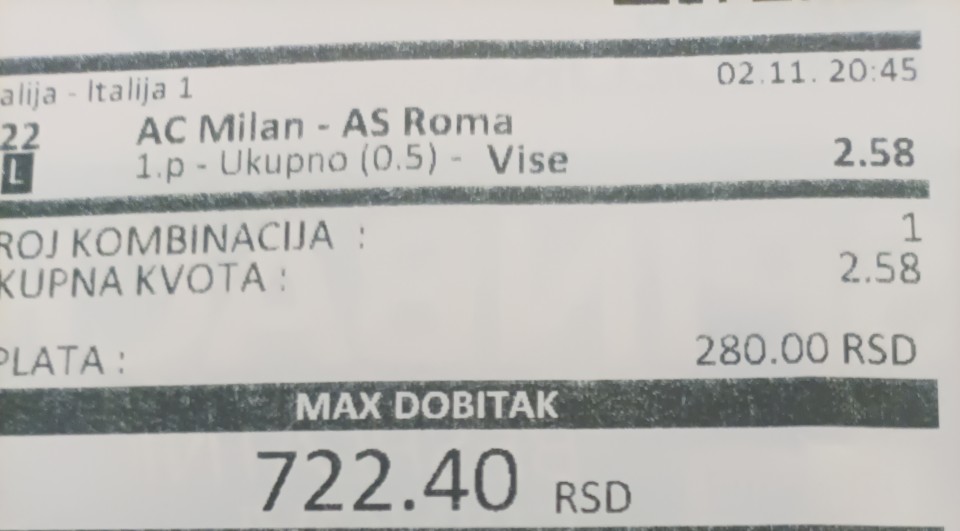 alija - Italija 1 02.11. 20:45
22 AC Milan - AS Roma
L 1.p - Ukupno (0.5) - Vise 2.58
ROJ KOMBINACIJA : 1
KUPNA KVOTA : 2.58
PLATA : 280.00 RSD
MAX DOBITAK
722.40 RSD